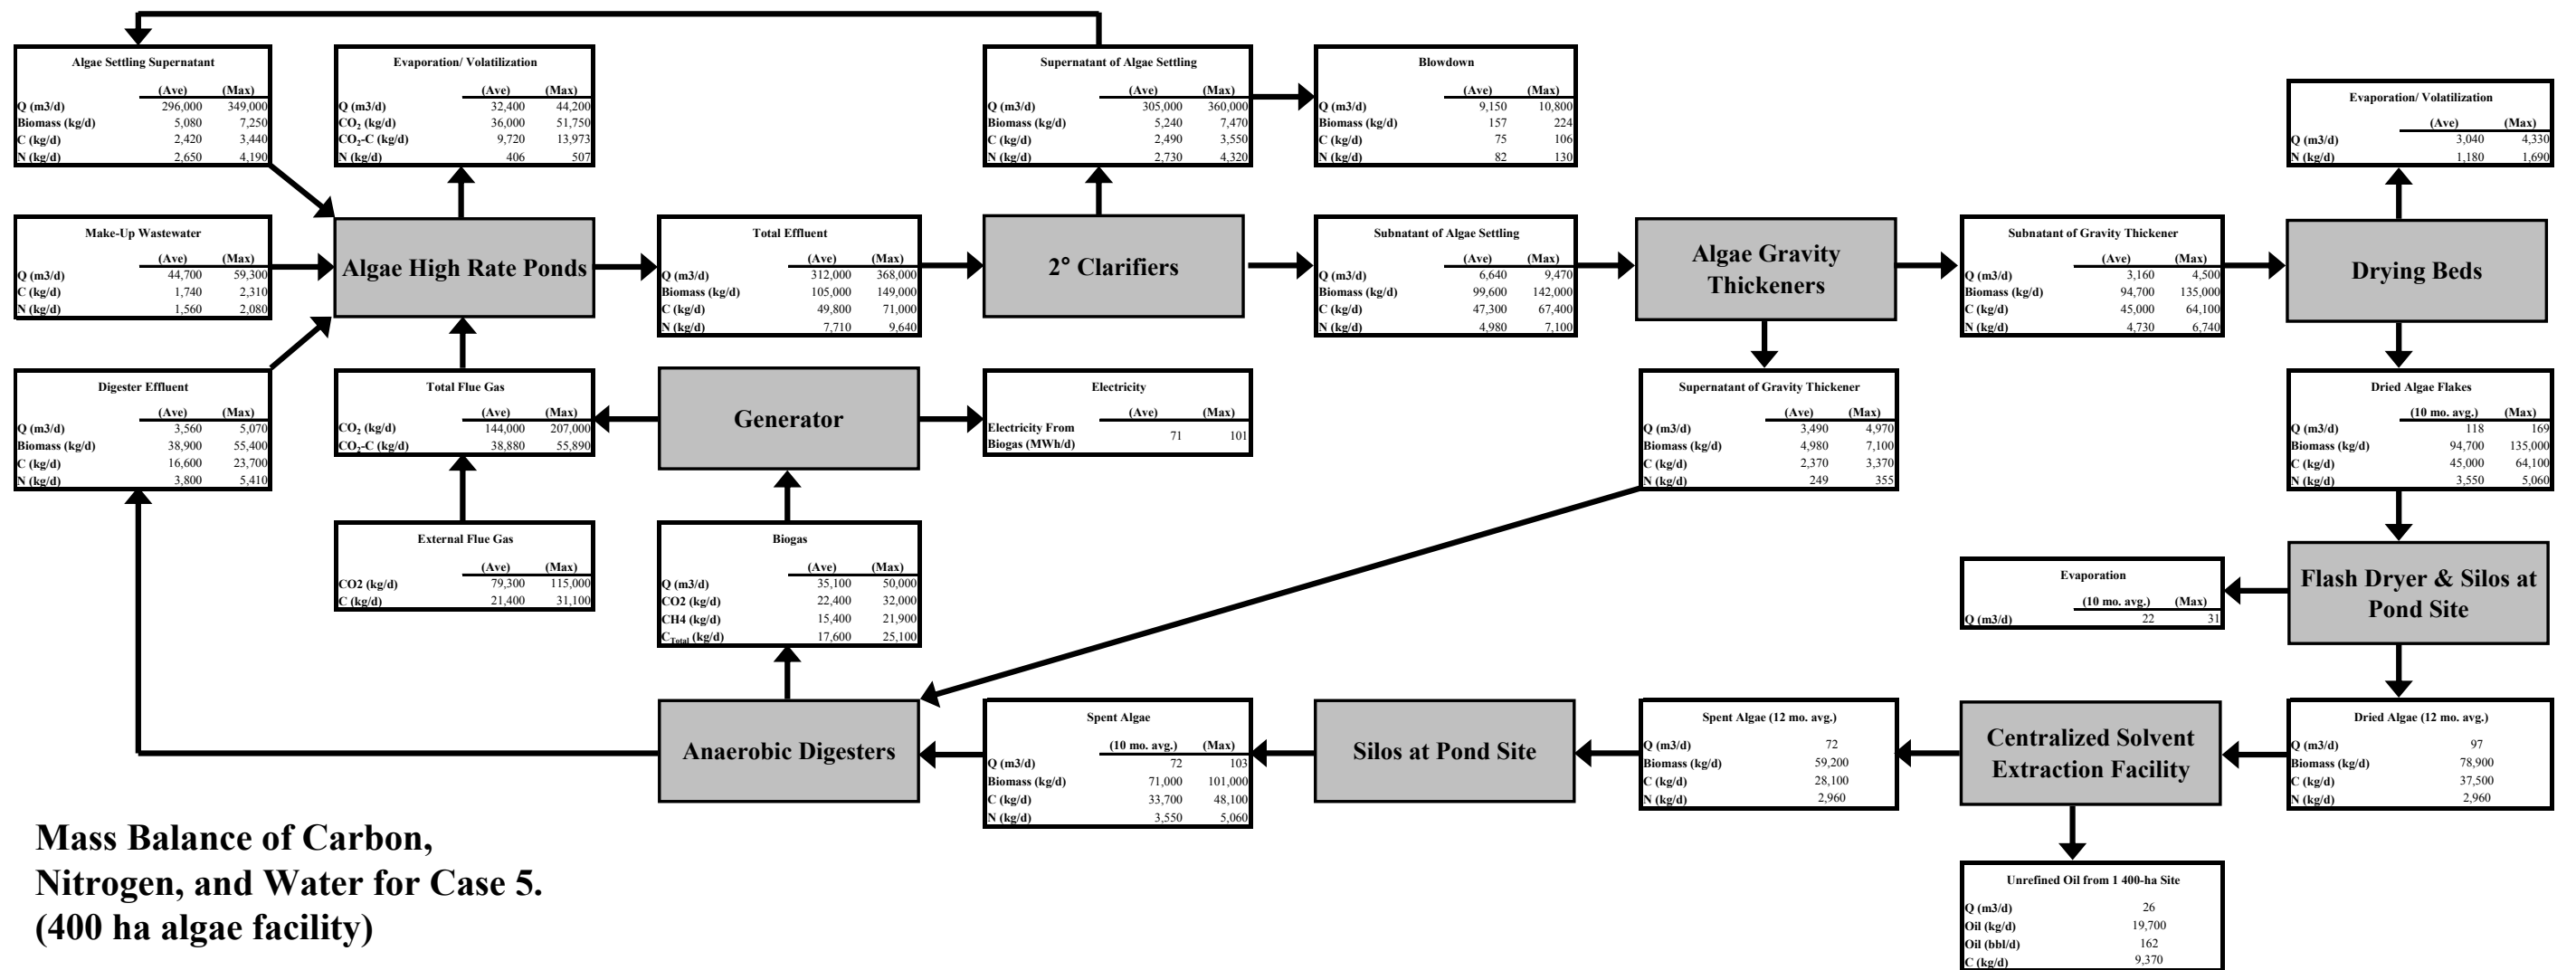 Algae Settling Supernatant
(Ave) (Max)
Q (m3/d) 296,000 349,000
Biomass (kg/d) 5,080 7,250
C (kg/d) 2,420 3,440
N (kg/d) 2,650 4,190
Evaporation/ Volatilization
(Ave) (Max)
Q (m3/d) 32,400 44,200
CO₂ (kg/d) 36,000 51,750
CO₂-C (kg/d) 9,720 13,973
N (kg/d) 406 507
Supernatant of Algae Settling
(Ave) (Max)
Q (m3/d) 305,000 360,000
Biomass (kg/d) 5,240 7,470
C (kg/d) 2,490 3,550
N (kg/d) 2,730 4,320
Blowdown
(Ave) (Max)
Q (m3/d) 9,150 10,800
Biomass (kg/d) 157 224
C (kg/d) 75 106
N (kg/d) 82 130
Evaporation/ Volatilization
(Ave) (Max)
Q (m3/d) 3,040 4,330
N (kg/d) 1,180 1,690
Make-Up Wastewater
(Ave) (Max)
Q (m3/d) 44,700 59,300
C (kg/d) 1,740 2,310
N (kg/d) 1,560 2,080
Algae High Rate Ponds
Total Effluent
(Ave) (Max)
Q (m3/d) 312,000 368,000
Biomass (kg/d) 105,000 149,000
C (kg/d) 49,800 71,000
N (kg/d) 7,710 9,640
2° Clarifiers
Subnatant of Algae Settling
(Ave) (Max)
Q (m3/d) 6,640 9,470
Biomass (kg/d) 99,600 142,000
C (kg/d) 47,300 67,400
N (kg/d) 4,980 7,100
Algae Gravity
Thickeners
Subnatant of Gravity Thickener
(Ave) (Max)
Q (m3/d) 3,160 4,500
Biomass (kg/d) 94,700 135,000
C (kg/d) 45,000 64,100
N (kg/d) 4,730 6,740
Drying Beds
Digester Effluent
(Ave) (Max)
Q (m3/d) 3,560 5,070
Biomass (kg/d) 38,900 55,400
C (kg/d) 16,600 23,700
N (kg/d) 3,800 5,410
Total Flue Gas
(Ave) (Max)
CO₂ (kg/d) 144,000 207,000
CO₂-C (kg/d) 38,880 55,890
Generator
Electricity
(Ave) (Max)
Electricity From
Biogas (MWh/d) 71 101
Supernatant of Gravity Thickener
(Ave) (Max)
Q (m3/d) 3,490 4,970
Biomass (kg/d) 4,980 7,100
C (kg/d) 2,370 3,370
N (kg/d) 249 355
Dried Algae Flakes
(10 mo. avg.) (Max)
Q (m3/d) 118 169
Biomass (kg/d) 94,700 135,000
C (kg/d) 45,000 64,100
N (kg/d) 3,550 5,060
External Flue Gas
(Ave) (Max)
CO2 (kg/d) 79,300 115,000
C (kg/d) 21,400 31,100
Biogas
(Ave) (Max)
Q (m3/d) 35,100 50,000
CO2 (kg/d) 22,400 32,000
CH4 (kg/d) 15,400 21,900
C Total (kg/d) 17,600 25,100
Evaporation
(10 mo. avg.) (Max)
Q (m3/d) 22 31
Flash Dryer & Silos at
Pond Site
Anaerobic Digesters
Spent Algae
(10 mo. avg.) (Max)
Q (m3/d) 72 103
Biomass (kg/d) 71,000 101,000
C (kg/d) 33,700 48,100
N (kg/d) 3,550 5,060
Silos at Pond Site
Spent Algae (12 mo. avg.)
Q (m3/d) 72
Biomass (kg/d) 59,200
C (kg/d) 28,100
N (kg/d) 2,960
Centralized Solvent
Extraction Facility
Dried Algae (12 mo. avg.)
Q (m3/d) 97
Biomass (kg/d) 78,900
C (kg/d) 37,500
N (kg/d) 2,960
Unrefined Oil from 1 400-ha Site
Q (m3/d) 26
Oil (kg/d) 19,700
Oil (bbl/d) 162
C (kg/d) 9,370
Mass Balance of Carbon,
Nitrogen, and Water for Case 5.
(400 ha algae facility)